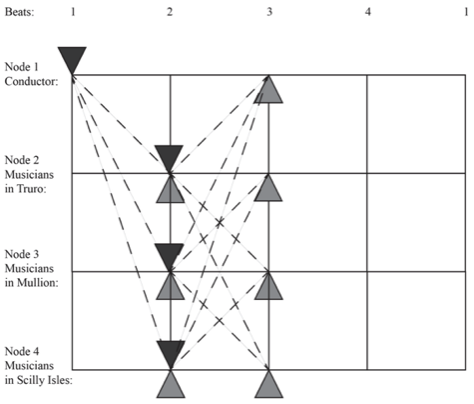 Beats: 1 2 3 4 1
Node 1
Conductor:
Node 2
Musicians
in Truro:
Node 3
Musicians
in Mullion:
Node 4
Musicians
in Scilly Isles: